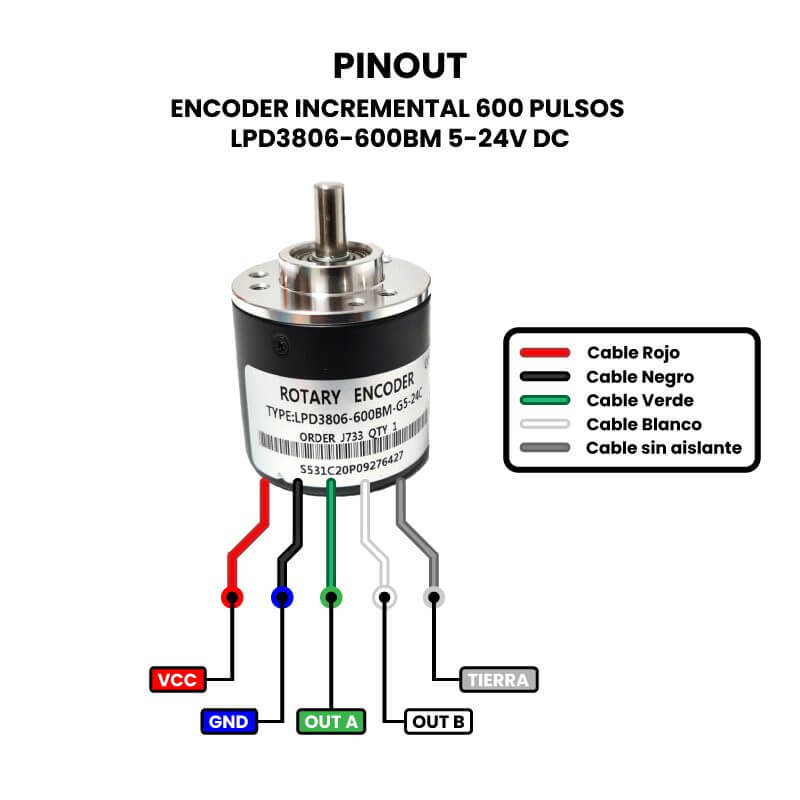 PINOUT
ENCODER INCREMENTAL 600 PULSOS
LPD3806-600BM 5-24V DC
ROTARY ENCODER
TYPE:LPD3806-600BM-G5-24C
ORDER J733 QTY 1
S531C20P09276427
Cable Rojo
Cable Negro
Cable Verde
Cable Blanco
Cable sin aislante
VCC
TIERRA
GND
OUT A
OUT B